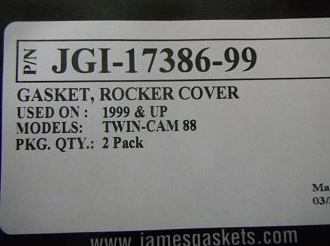 P/N JGI-17386-99
GASKET, ROCKER COVER
USED ON : 1999 & UP
MODELS: TWIN-CAM 88
PKG. QTY.: 2 Pack
www.jamesgaskets.com